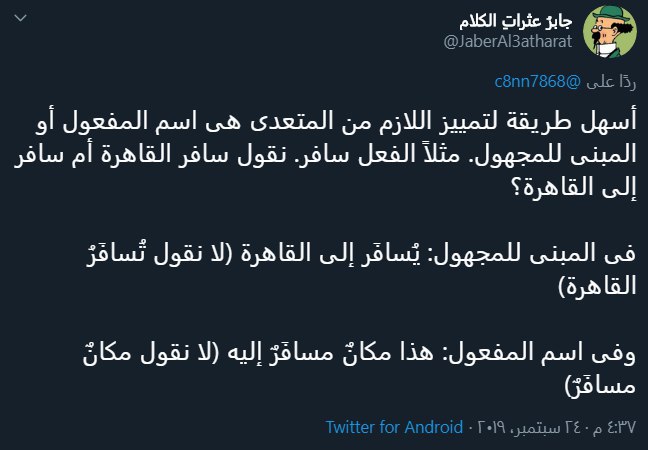 جابرُ عثراتِ الكلام
@JaberAl3atharat
ردًا على @c8nn7868
أسهل طريقة لتمييز اللازم من المتعدى هى اسم المفعول أو
المبنى للمجهول. مثلاً الفعل سافر. نقول سافر القاهرة أم سافر
إلى القاهرة؟
فى المبنى للمجهول: يُسافَر إلى القاهرة (لا نقول تُسافَرُ
القاهرة)
وفى اسم المفعول: هذا مكانٌ مسافَرٌ إليه (لا نقول مكانٌ
مسافَرٌ)
٤:٣٧ م · ٢٤ سبتمبر، ٢٠١٩ · Twitter for Android